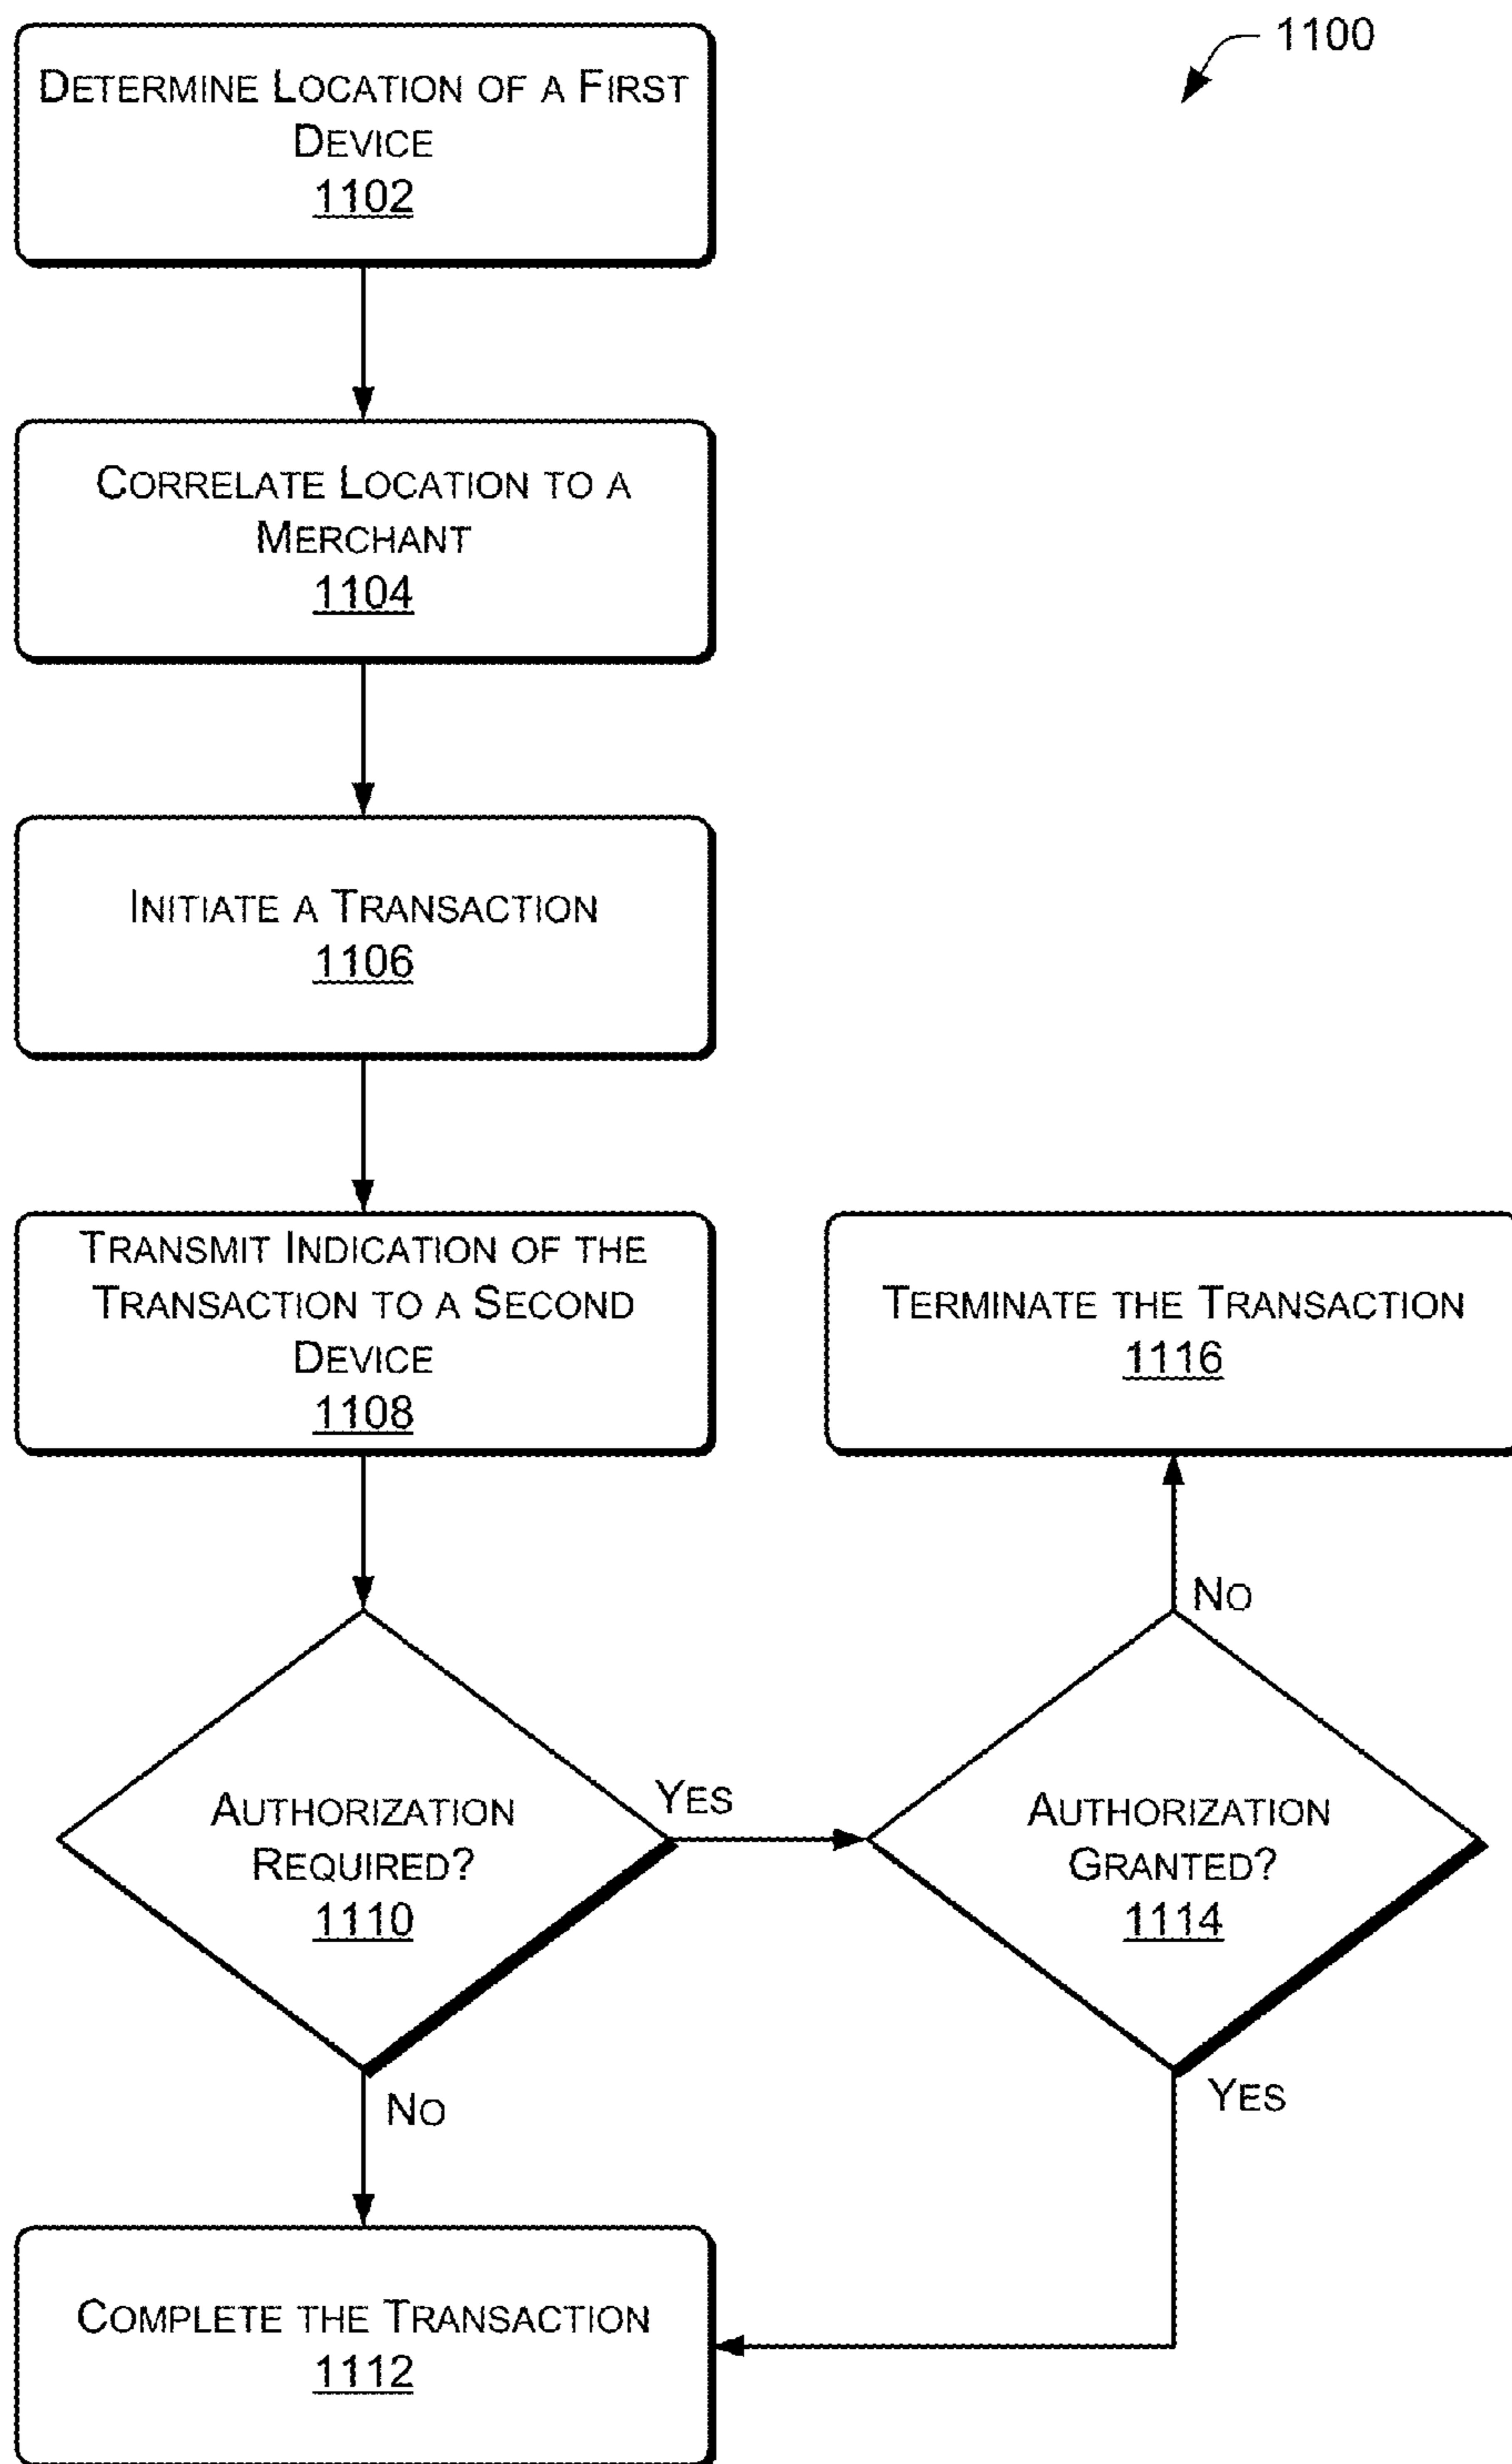 1100
DETERMINE LOCATION OF A FIRST
DEVICE
1102
CORRELATE LOCATION TO A
MERCHANT
1104
INITIATE A TRANSACTION
1106
TRANSMIT INDICATION OF THE
TRANSACTION TO A SECOND
DEVICE
1108
TERMINATE THE TRANSACTION
1116
NO
YES
AUTHORIZATION
REQUIRED?
1110
AUTHORIZATION
GRANTED?
1114
NO
YES
COMPLETE THE TRANSACTION
1112